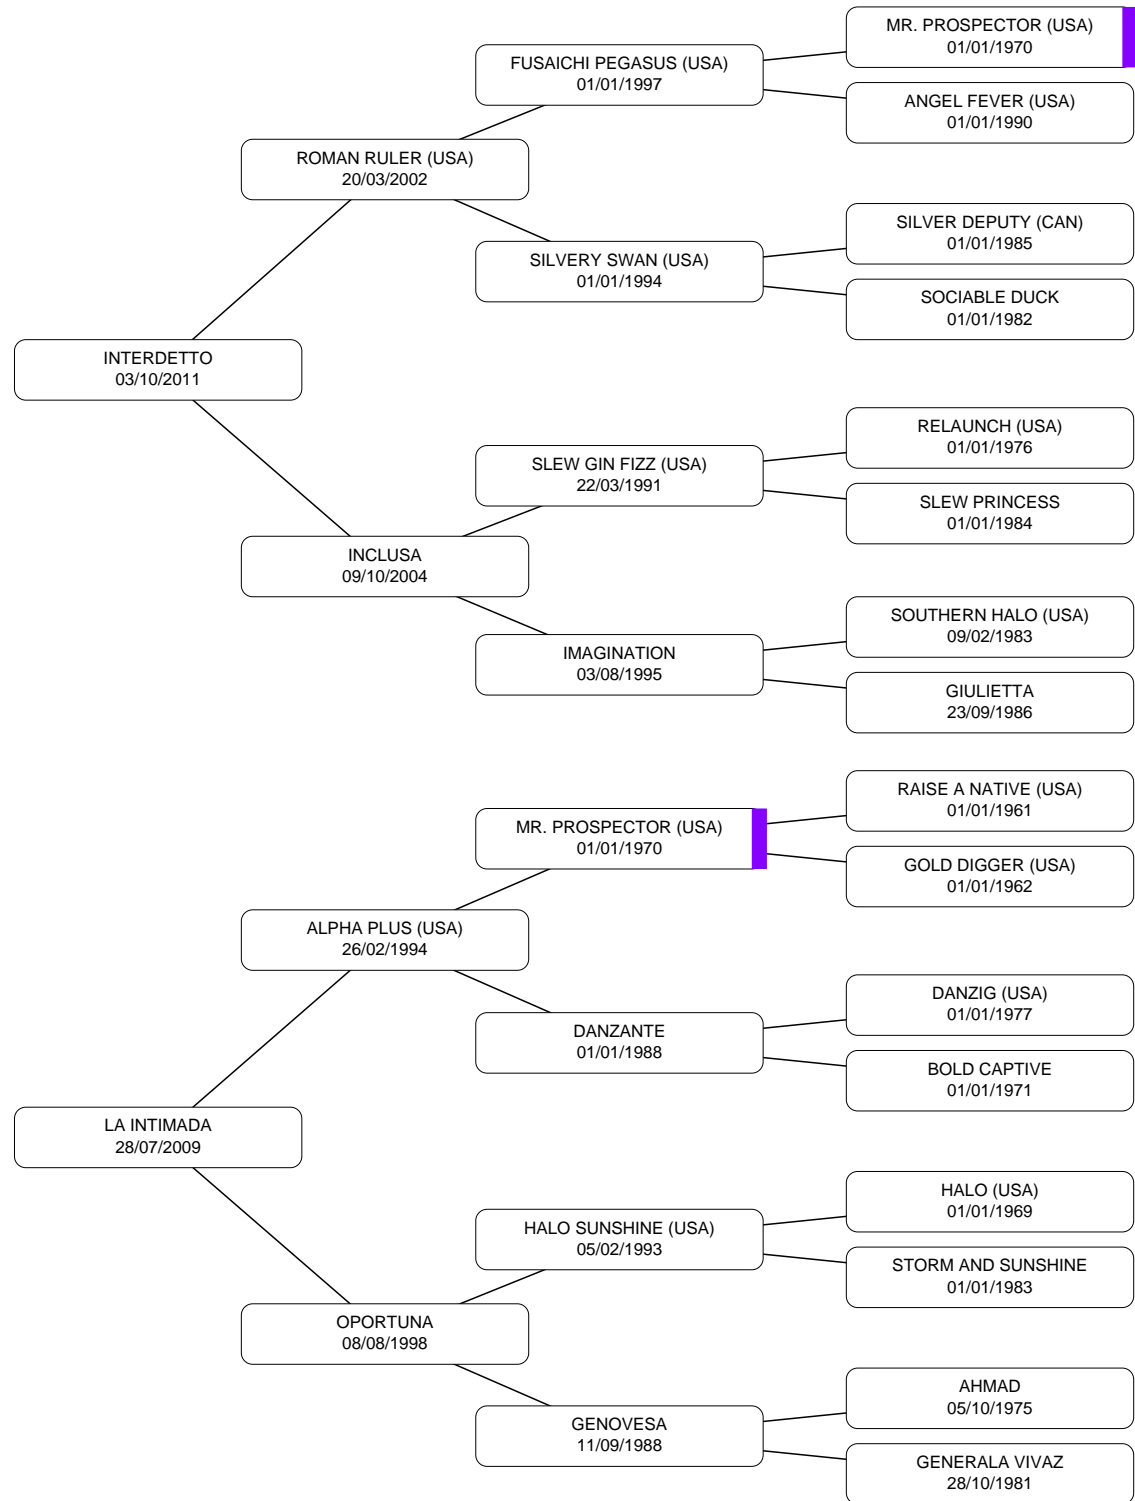 MR. PROSPECTOR (USA)
01/01/1970
FUSAICHI PEGASUS (USA)
01/01/1997
ANGEL FEVER (USA)
01/01/1990
ROMAN RULER (USA)
20/03/2002
SILVER DEPUTY (CAN)
01/01/1985
SILVERY SWAN (USA)
01/01/1994
SOCIABLE DUCK
01/01/1982
INTERDETTO
03/10/2011
RELAUNCH (USA)
01/01/1976
SLEW GIN FIZZ (USA)
22/03/1991
SLEW PRINCESS
01/01/1984
INCLUSA
09/10/2004
SOUTHERN HALO (USA)
09/02/1983
IMAGINATION
03/08/1995
GIULIETTA
23/09/1986
RAISE A NATIVE (USA)
01/01/1961
MR. PROSPECTOR (USA)
01/01/1970
GOLD DIGGER (USA)
01/01/1962
ALPHA PLUS (USA)
26/02/1994
DANZIG (USA)
01/01/1977
DANZANTE
01/01/1988
BOLD CAPTIVE
01/01/1971
LA INTIMADA
28/07/2009
HALO (USA)
01/01/1969
HALO SUNSHINE (USA)
05/02/1993
STORM AND SUNSHINE
01/01/1983
OPORTUNA
08/08/1998
AHMAD
05/10/1975
GENOVESA
11/09/1988
GENERALA VIVAZ
28/10/1981